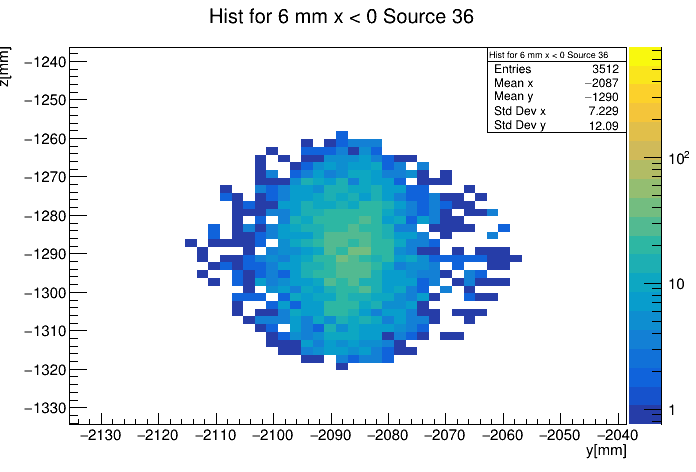 Hist for 6 mm x < 0 Source 36
z[mm]
Hist for 6 mm x < 0 Source 36
Entries 3512
Mean x −2087
Mean y −1290
Std Dev x 7.229
Std Dev y 12.09
−1240
−1250
−1260
−1270
−1280
−1290
−1300
−1310
−1320
−1330
10²
10
1
−2130 −2120 −2110 −2100 −2090 −2080 −2070 −2060 −2050 −2040
y[mm]